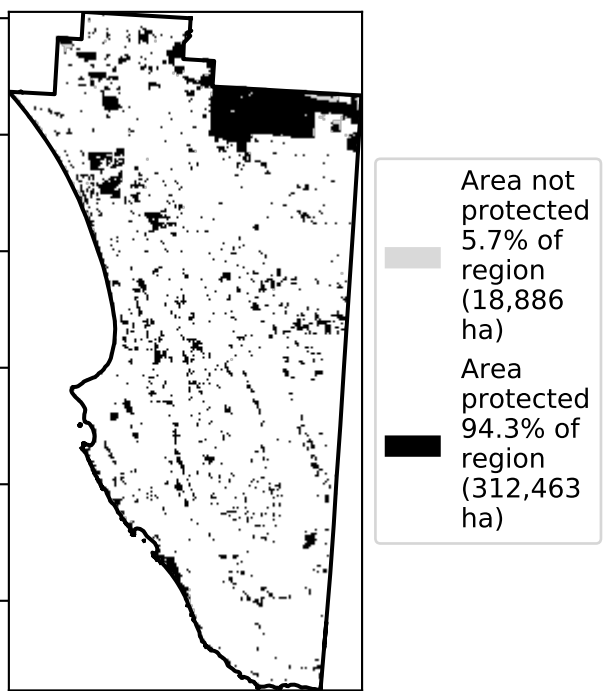 Area not
protected
5.7% of
region
(18,886
ha)
Area
protected
94.3% of
region
(312,463
ha)